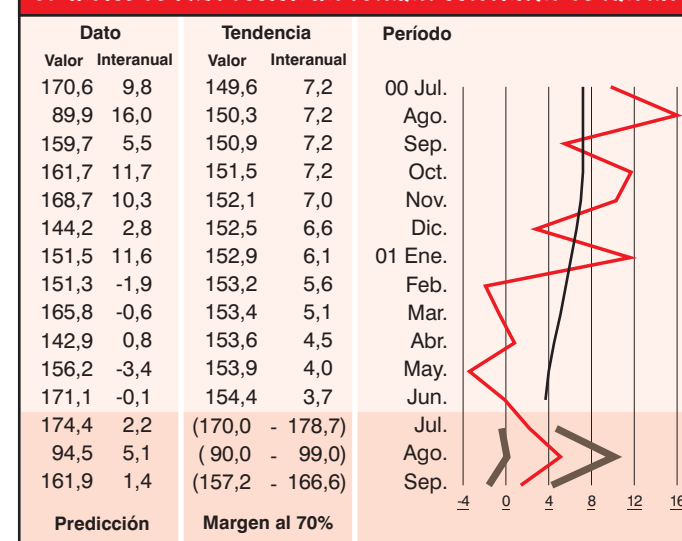 Dato Tendencia Período
Valor Interanual Valor Interanual
170,6 9,8 149,6 7,2 00 Jul.
89,9 16,0 150,3 7,2 Ago.
159,7 5,5 150,9 7,2 Sep.
161,7 11,7 151,5 7,2 Oct.
168,7 10,3 152,1 7,0 Nov.
144,2 2,8 152,5 6,6 Dic.
151,5 11,6 152,9 6,1 01 Ene.
151,3 -1,9 153,2 5,6 Feb.
165,8 -0,6 153,4 5,1 Mar.
142,9 0,8 153,6 4,5 Abr.
156,2 -3,4 153,9 4,0 May.
171,1 -0,1 154,4 3,7 Jun.
174,4 2,2 (170,0 - 178,7) Jul.
94,5 5,1 ( 90,0 - 99,0) Ago.
161,9 1,4 (157,2 - 166,6) Sep.
-4 0 4 8 12 16
Predicción Margen al 70%